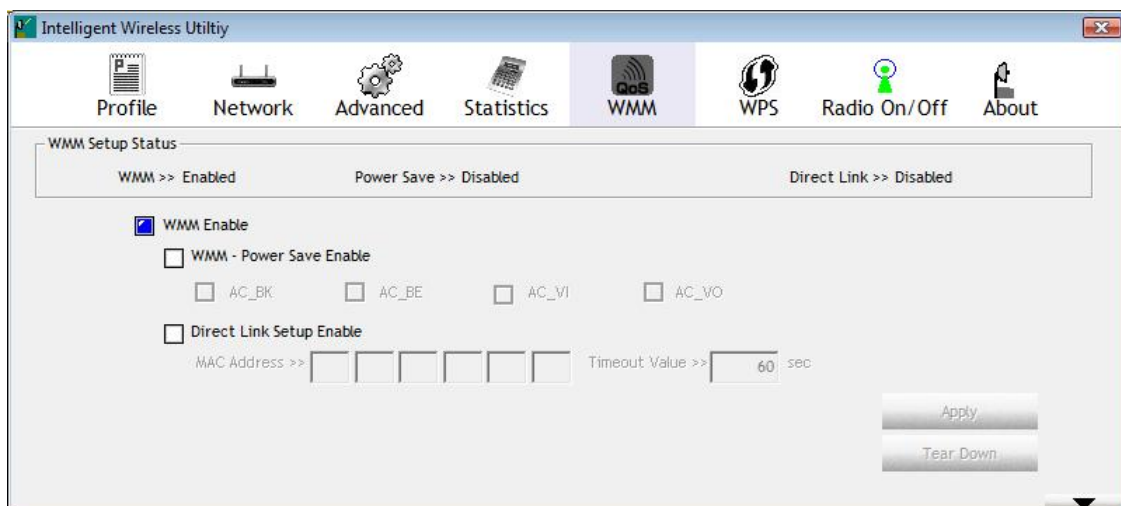 Intelligent Wireless Utiltiy
Profile Network Advanced Statistics QoS WMM WPS Radio On/Off About
WMM Setup Status
WMM >> Enabled Power Save >> Disabled Direct Link >> Disabled
WMM Enable
WMM - Power Save Enable
AC_BK AC_BE AC_VI AC_VO
Direct Link Setup Enable
MAC Address >> Timeout Value >> 60 sec
Apply
Tear Down